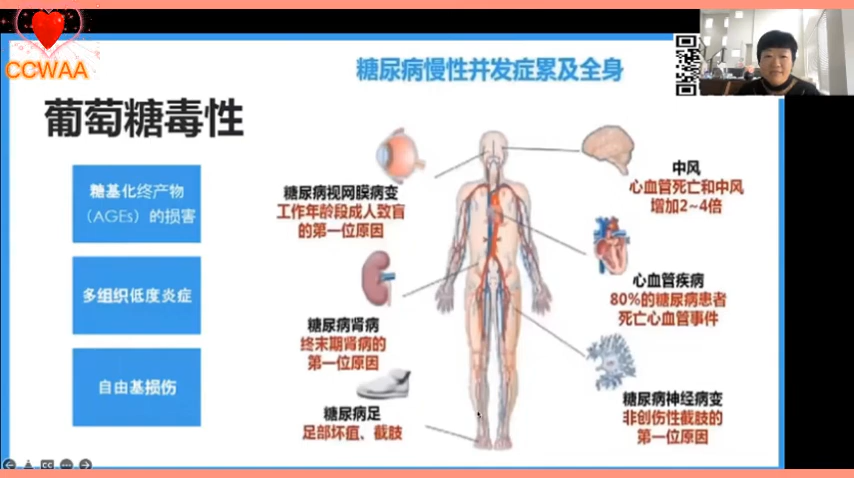 CCWAA
糖尿病慢性并发症累及全身
葡萄糖毒性
糖基化终产物
（AGEs）的损害
多组织低度炎症
自由基损伤
糖尿病视网膜病变
工作年龄段成人致盲
的第一位原因
糖尿病肾病
终末期肾病的
第一位原因
糖尿病足
足部坏值、截肢
中风
心血管死亡和中风
增加2~4倍
心血管疾病
80%的糖尿病患者
死亡心血管事件
糖尿病神经病变
非创伤性截肢的
第一位原因